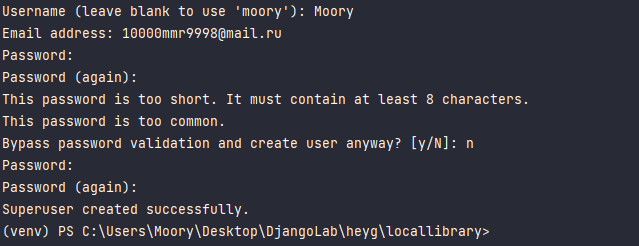 Username (leave blank to use 'moory'): Moory
Email address: 10000mmr9998@mail.ru
Password:
Password (again):
This password is too short. It must contain at least 8 characters.
This password is too common.
Bypass password validation and create user anyway? [y/N]: n
Password:
Password (again):
Superuser created successfully.
(venv) PS C:\Users\Moory\Desktop\DjangoLab\heyg\locallibrary>